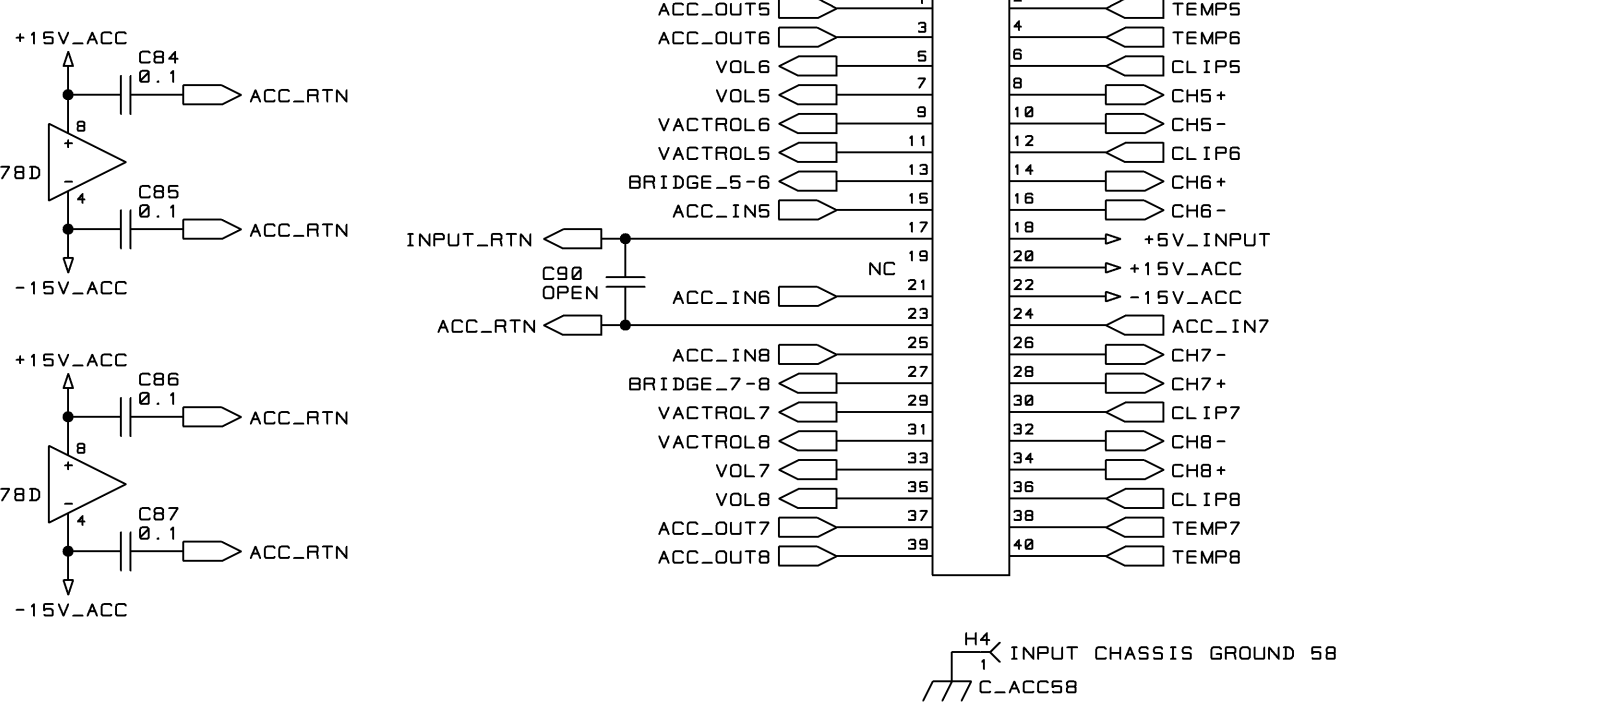 ACC_OUT5 1 2 TEMP5
ACC_OUT6 3 4 TEMP6
VOL6 5 6 CLIP5
VOL5 7 8 CH5+
VACTROL6 9 10 CH5-
VACTROL5 11 12 CLIP6
BRIDGE_5-6 13 14 CH6+
ACC_IN5 15 16 CH6-
INPUT_RTN 17 18 +5V_INPUT
NC 19 20 +15V_ACC
C90
OPEN
ACC_IN6 21 22 -15V_ACC
ACC_RTN 23 24 ACC_IN7
ACC_IN8 25 26 CH7-
BRIDGE_7-8 27 28 CH7+
VACTROL7 29 30 CLIP7
VACTROL8 31 32 CH8-
VOL7 33 34 CH8+
VOL8 35 36 CLIP8
ACC_OUT7 37 38 TEMP7
ACC_OUT8 39 40 TEMP8
+15V_ACC
C84
0.1
ACC_RTN
8
+
78D
-
4
C85
0.1
ACC_RTN
-15V_ACC
+15V_ACC
C86
0.1
ACC_RTN
8
+
78D
-
4
C87
0.1
ACC_RTN
-15V_ACC
H4
1
INPUT CHASSIS GROUND 58
C_ACC58